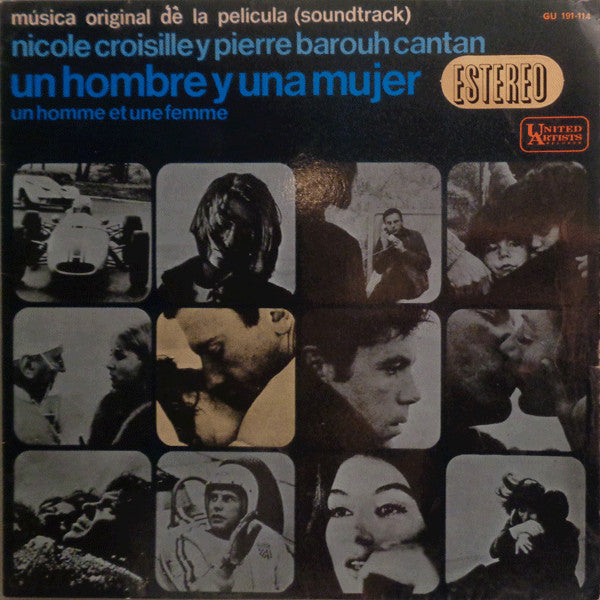 música original dè la película (soundtrack)
GU 191-114
nicole croisille y pierre barouh cantan
un hombre y una mujer
ESTEREO
un homme et une femme
UNITED
ARTISTS
RECORDS